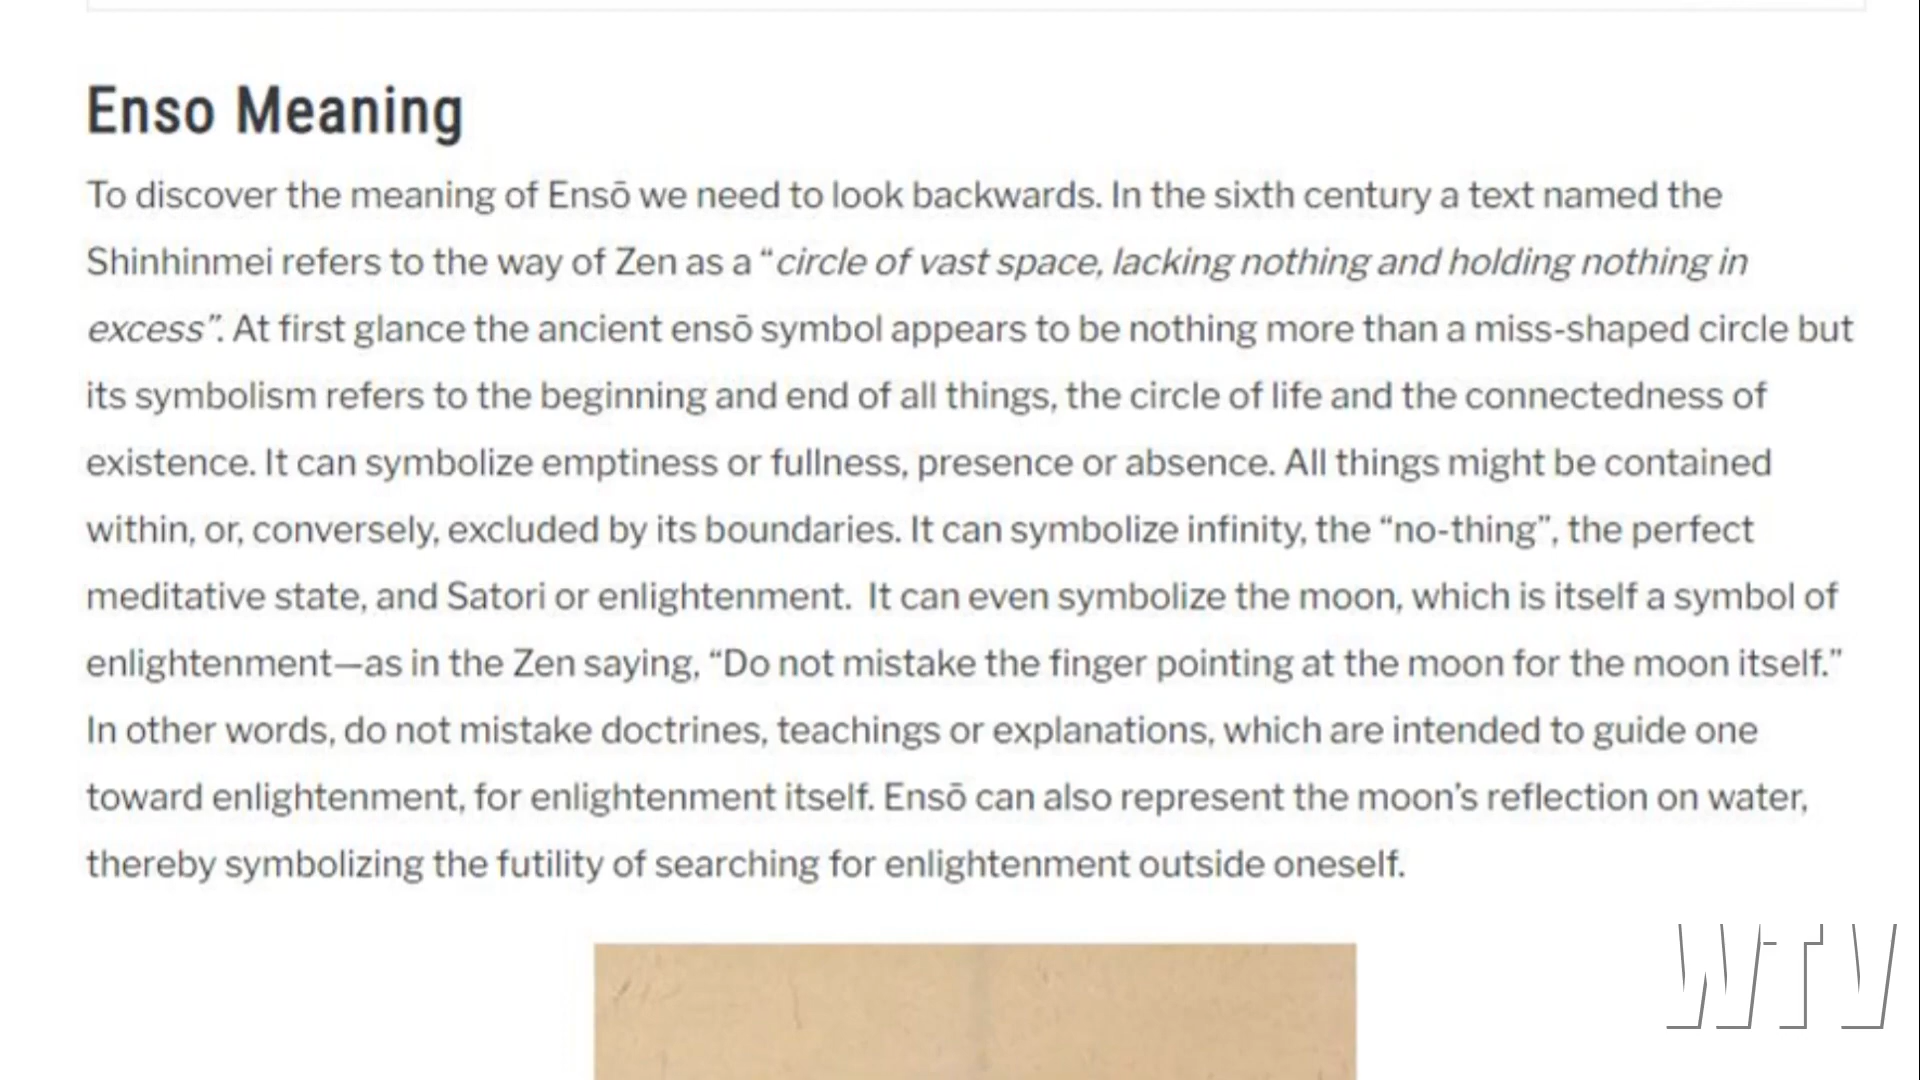 Enso Meaning
To discover the meaning of Ensō we need to look backwards. In the sixth century a text named the
Shinhinmei refers to the way of Zen as a “circle of vast space, lacking nothing and holding nothing in
excess”. At first glance the ancient ensō symbol appears to be nothing more than a miss-shaped circle but
its symbolism refers to the beginning and end of all things, the circle of life and the connectedness of
existence. It can symbolize emptiness or fullness, presence or absence. All things might be contained
within, or, conversely, excluded by its boundaries. It can symbolize infinity, the “no-thing”, the perfect
meditative state, and Satori or enlightenment.  It can even symbolize the moon, which is itself a symbol of
enlightenment—as in the Zen saying, “Do not mistake the finger pointing at the moon for the moon itself.”
In other words, do not mistake doctrines, teachings or explanations, which are intended to guide one
toward enlightenment, for enlightenment itself. Ensō can also represent the moon’s reflection on water,
thereby symbolizing the futility of searching for enlightenment outside oneself.
WTV